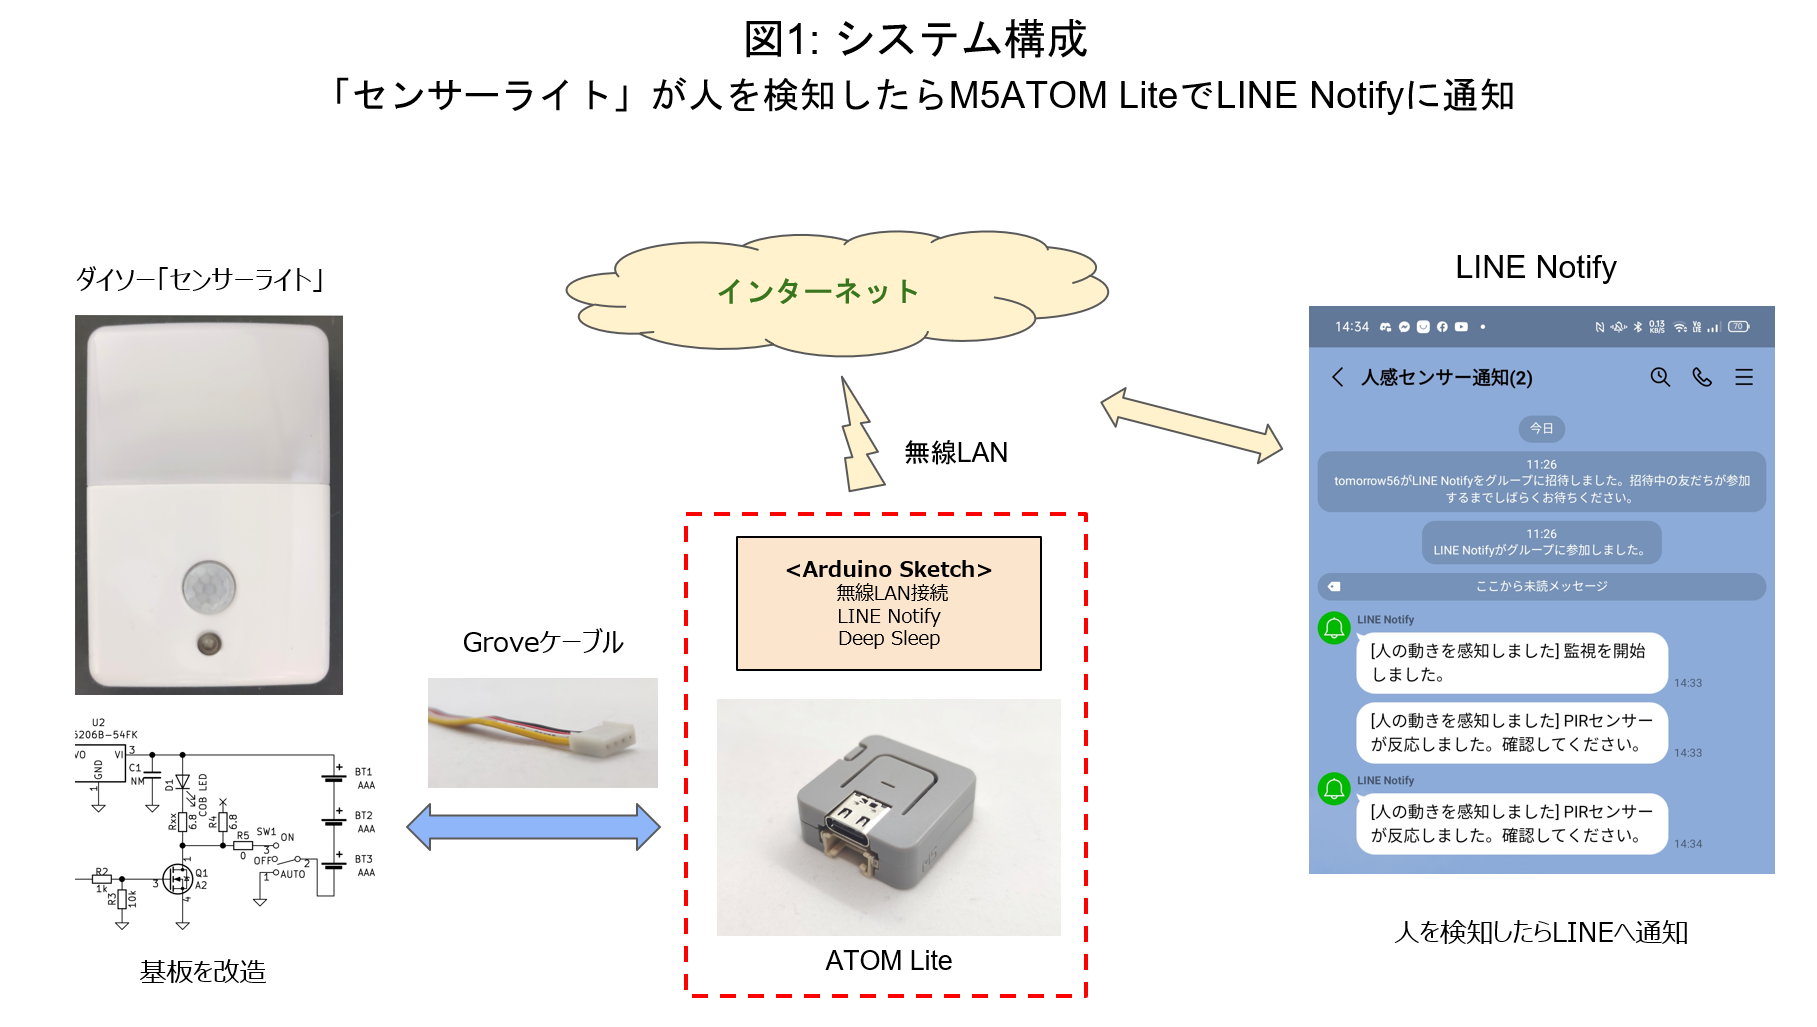 図1: システム構成
「センサーライト」が人を検知したらM5ATOM LiteでLINE Notifyに通知
ダイソー「センサーライト」
インターネット
無線LAN
LINE Notify
14:34
0.13
KB/S
Vo
LTE
70
人感センサー通知(2)
今日
11:26
tomorrow56がLINE Notifyをグループに招待しました。招待中の友だちが参加
するまでしばらくお待ちください。
11:26
LINE Notifyがグループに参加しました。
ここから未読メッセージ
LINE Notify
[人の動きを感知しました] 監視を開始
しました。
14:33
[人の動きを感知しました] PIRセンサー
が反応しました。確認してください。
14:33
LINE Notify
[人の動きを感知しました] PIRセンサー
が反応しました。確認してください。
14:34
人を検知したらLINEへ通知
Groveケーブル
<Arduino Sketch>
無線LAN接続
LINE Notify
Deep Sleep
ATOM Lite
U2
6206B-54FK
VO
VI
3
GND
1
C1
NM
D1
COB LED
Rxx
6.8
R4
6.8
R5
0
SW1
ON
3
OFF
2
1
AUTO
BT1
AAA
BT2
AAA
BT3
AAA
R2
1k
R3
10k
1
3
4
Q1
A2
基板を改造